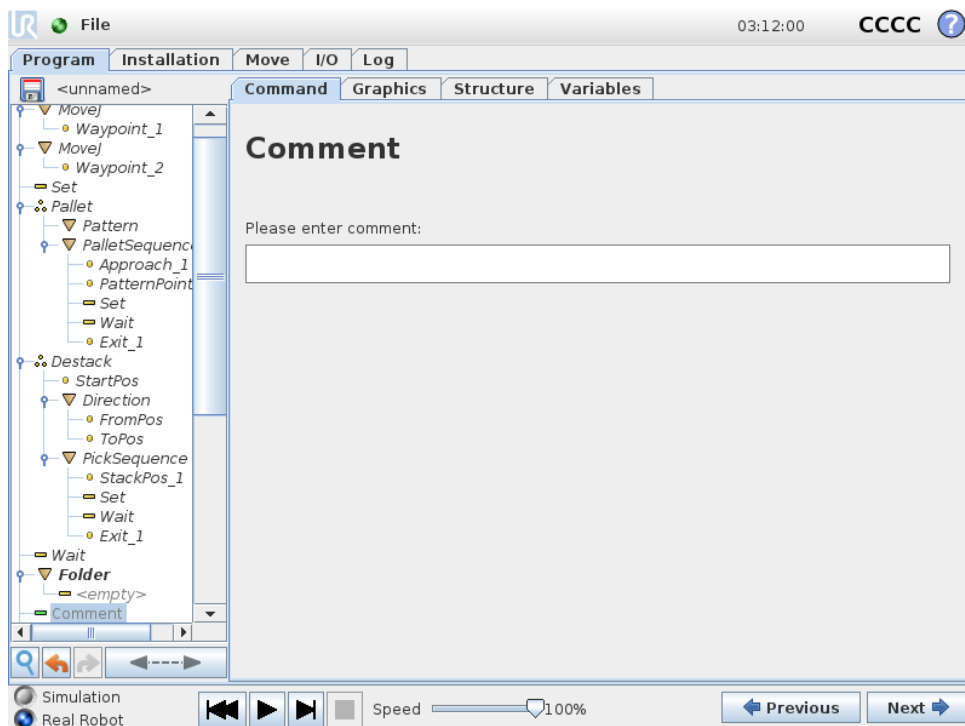 UR File 03:12:00 CCCC ?
Program Installation Move I/O Log
<unnamed> Command Graphics Structure Variables
MoveJ
Waypoint_1
MoveJ
Waypoint_2
Set
Pallet
Pattern
PalletSequenc
Approach_1
PatternPoint
Set
Wait
Exit_1
Destack
StartPos
Direction
FromPos
ToPos
PickSequence
StackPos_1
Set
Wait
Exit_1
Wait
Folder
<empty>
Comment
Comment
Please enter comment:
Simulation
Real Robot
Speed 100%
Previous Next